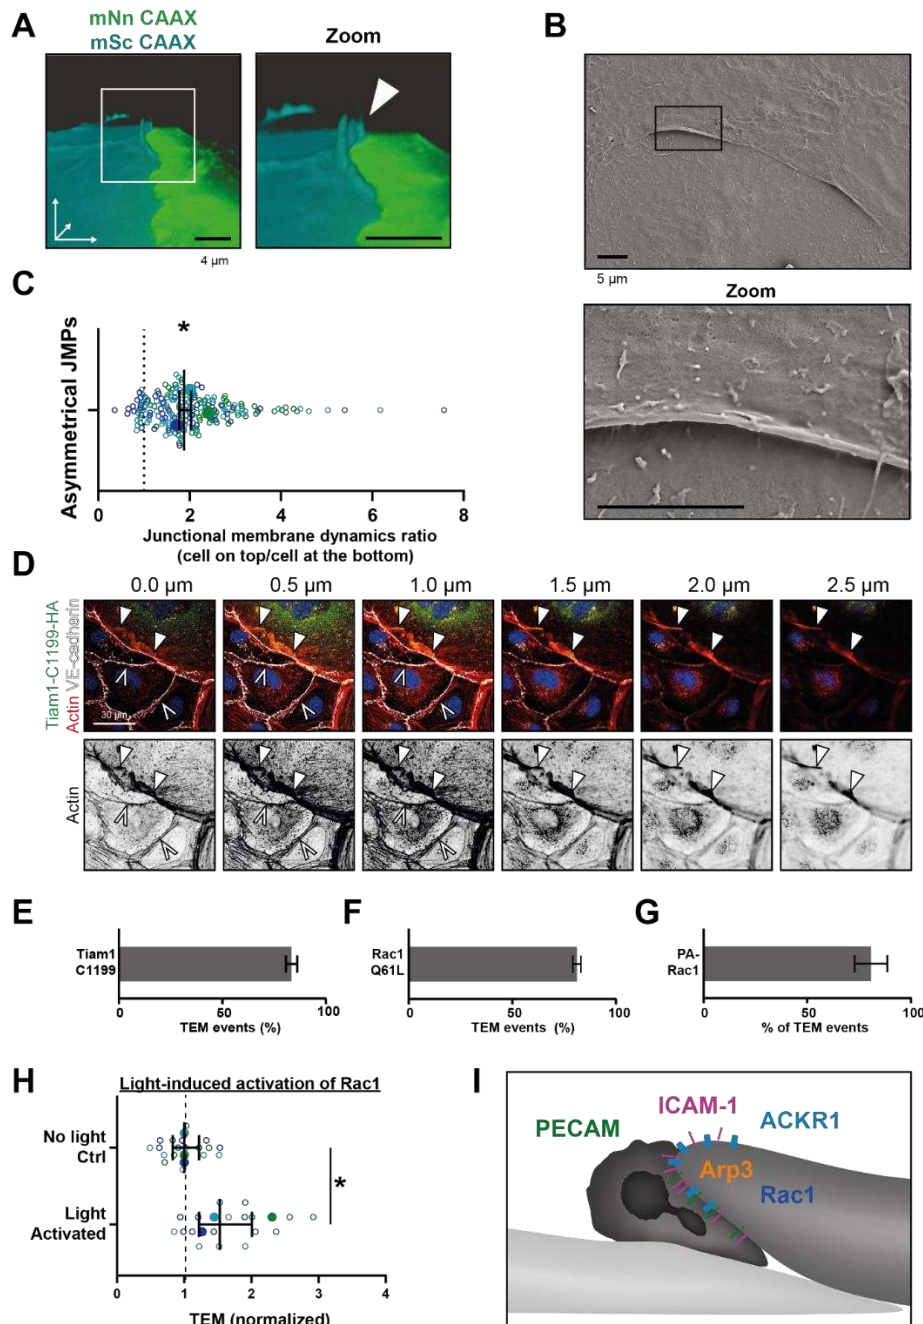 A
mNn CAAX
mSc CAAX
Zoom
4 µm
B
5 µm
Zoom
C
Asymmetrical JMPs
*
0 2 4 6 8
Junctional membrane dynamics ratio
(cell on top/cell at the bottom)
D
0.0 µm 0.5 µm 1.0 µm 1.5 µm 2.0 µm 2.5 µm
Tiam1-C1199-HA
Actin VE-cadherin
30 µm
Actin
E
Tiam1
C1199
0 50 100
TEM events (%)
F
Rac1
Q61L
0 50 100
TEM events (%)
G
PA-
Rac1
0 50 100
% of TEM events
H
Light-induced activation of Rac1
No light
Ctrl
Light
Activated
*
0 1 2 3 4
TEM (normalized)
I
PECAM
ICAM-1
ACKR1
Arp3
Rac1